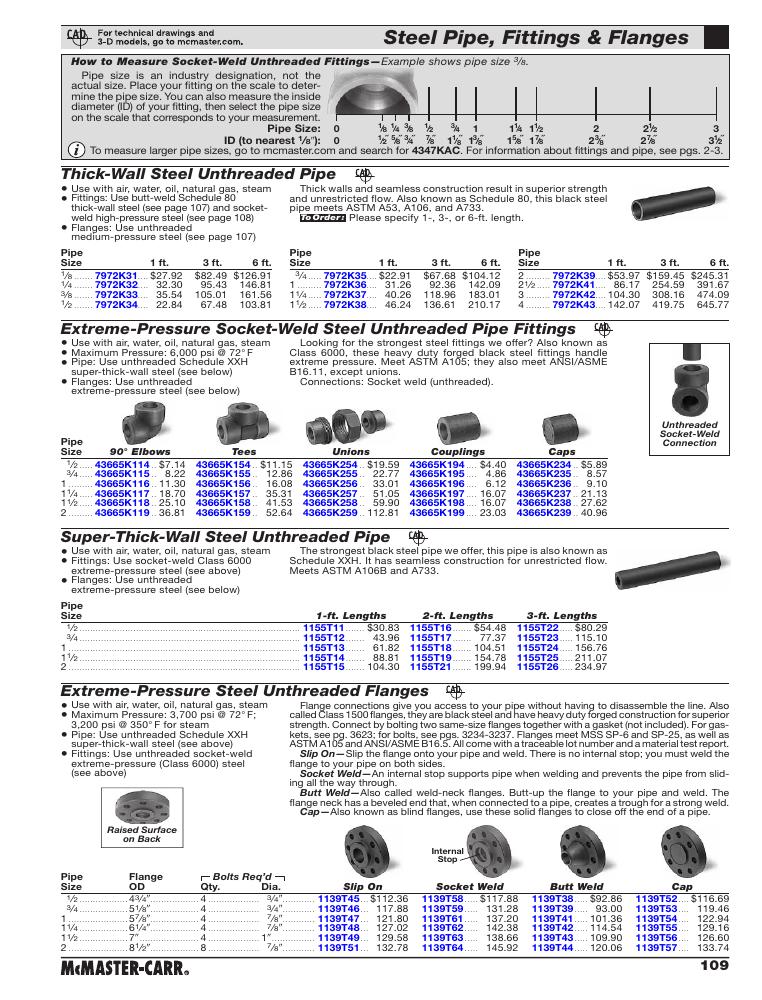 CAD
For technical drawings and
3-D models, go to mcmaster.com.
Steel Pipe, Fittings & Flanges
How to Measure Socket-Weld Unthreaded Fittings—Example shows pipe size 3/8.
Pipe size is an industry designation, not the
actual size. Place your fitting on the scale to deter-
mine the pipe size. You can also measure the inside
diameter (ID) of your fitting, then select the pipe size
on the scale that corresponds to your measurement.
Pipe Size: 0 1/8 1/4 3/8 1/2 3/4 1 1 1/4 1 1/2 2 2 1/2 3
ID (to nearest 1/8"): 0 1/2" 5/8" 3/4" 7/8" 1 1/8" 1 3/8" 1 5/8" 1 7/8" 2 3/8" 2 7/8" 3 1/2"
i To measure larger pipe sizes, go to mcmaster.com and search for 4347KAC. For information about fittings and pipe, see pgs. 2-3.
Thick-Wall Steel Unthreaded Pipe CAD
• Use with air, water, oil, natural gas, steam
• Fittings: Use butt-weld Schedule 80
thick-wall steel (see page 107) and socket-
weld high-pressure steel (see page 108)
• Flanges: Use unthreaded
medium-pressure steel (see page 107)
Thick walls and seamless construction result in superior strength
and unrestricted flow. Also known as Schedule 80, this black steel
pipe meets ASTM A53, A106, and A733.
To Order: Please specify 1-, 3-, or 6-ft. length.
Pipe
Size 1 ft. 3 ft. 6 ft.
1/8 7972K31 $27.92 $82.49 $126.91
1/4 7972K32 32.30 95.43 146.81
3/8 7972K33 35.54 105.01 161.56
1/2 7972K34 22.84 67.48 103.81
Pipe
Size 1 ft. 3 ft. 6 ft.
3/4 7972K35 $22.91 $67.68 $104.12
1 7972K36 31.26 92.36 142.09
1 1/4 7972K37 40.26 118.96 183.01
1 1/2 7972K38 46.24 136.61 210.17
Pipe
Size 1 ft. 3 ft. 6 ft.
2 7972K39 $53.97 $159.45 $245.31
2 1/2 7972K41 86.17 254.59 391.67
3 7972K42 104.30 308.16 474.09
4 7972K43 142.07 419.75 645.77
Extreme-Pressure Socket-Weld Steel Unthreaded Pipe Fittings CAD
• Use with air, water, oil, natural gas, steam
• Maximum Pressure: 6,000 psi @ 72° F
• Pipe: Use unthreaded Schedule XXH
super-thick-wall steel (see below)
• Flanges: Use unthreaded
extreme-pressure steel (see below)
Looking for the strongest steel fittings we offer? Also known as
Class 6000, these heavy duty forged black steel fittings handle
extreme pressure. Meet ASTM A105; they also meet ANSI/ASME
B16.11, except unions.
Connections: Socket weld (unthreaded).
Unthreaded
Socket-Weld
Connection
Pipe
Size 90° Elbows Tees Unions Couplings Caps
1/2 43665K114 $7.14 43665K154 $11.15 43665K254 $19.59 43665K194 $4.40 43665K234 $5.89
3/4 43665K115 8.22 43665K155 12.86 43665K255 22.77 43665K195 4.86 43665K235 8.57
1 43665K116 11.30 43665K156 16.08 43665K256 33.01 43665K196 6.12 43665K236 9.10
1 1/4 43665K117 18.70 43665K157 35.31 43665K257 51.05 43665K197 16.07 43665K237 21.13
1 1/2 43665K118 25.10 43665K158 41.53 43665K258 59.90 43665K198 16.07 43665K238 27.62
2 43665K119 36.81 43665K159 52.64 43665K259 112.81 43665K199 23.03 43665K239 40.96
Super-Thick-Wall Steel Unthreaded Pipe CAD
• Use with air, water, oil, natural gas, steam
• Fittings: Use socket-weld Class 6000
extreme-pressure steel (see above)
• Flanges: Use unthreaded
extreme-pressure steel (see below)
The strongest black steel pipe we offer, this pipe is also known as
Schedule XXH. It has seamless construction for unrestricted flow.
Meets ASTM A106B and A733.
Pipe
Size 1-ft. Lengths 2-ft. Lengths 3-ft. Lengths
1/2 1155T11 $30.83 1155T16 $54.48 1155T22 $80.29
3/4 1155T12 43.96 1155T17 77.37 1155T23 115.10
1 1155T13 61.82 1155T18 104.51 1155T24 156.76
1 1/2 1155T14 88.81 1155T19 154.78 1155T25 211.07
2 1155T15 104.30 1155T21 199.94 1155T26 234.97
Extreme-Pressure Steel Unthreaded Flanges CAD
• Use with air, water, oil, natural gas, steam
• Maximum Pressure: 3,700 psi @ 72° F;
3,200 psi @ 350° F for steam
• Pipe: Use unthreaded Schedule XXH
super-thick-wall steel (see above)
• Fittings: Use unthreaded socket-weld
extreme-pressure (Class 6000) steel
(see above)
Flange connections give you access to your pipe without having to disassemble the line. Also
called Class 1500 flanges, they are black steel and have heavy duty forged construction for superior
strength. Connect by bolting two same-size flanges together with a gasket (not included). For gas-
kets, see pg. 3623; for bolts, see pgs. 3234-3237. Flanges meet MSS SP-6 and SP-25, as well as
ASTM A105 and ANSI/ASME B16.5. All come with a traceable lot number and a material test report.
Slip On—Slip the flange onto your pipe and weld. There is no internal stop; you must weld the
flange to your pipe on both sides.
Socket Weld—An internal stop supports pipe when welding and prevents the pipe from slid-
ing all the way through.
Butt Weld—Also called weld-neck flanges. Butt-up the flange to your pipe and weld. The
flange neck has a beveled end that, when connected to a pipe, creates a trough for a strong weld.
Cap—Also known as blind flanges, use these solid flanges to close off the end of a pipe.
Raised Surface
on Back
Internal
Stop
Pipe Flange Bolts Req'd
Size OD Qty. Dia. Slip On Socket Weld Butt Weld Cap
1/2 4 3/4" 4 3/4" 1139T45 $112.36 1139T58 $117.88 1139T38 $92.86 1139T52 $116.69
3/4 5 1/8" 4 3/4" 1139T46 117.88 1139T59 131.28 1139T39 93.00 1139T53 119.46
1 5 7/8" 4 7/8" 1139T47 121.80 1139T61 137.20 1139T41 101.36 1139T54 122.94
1 1/4 6 1/4" 4 7/8" 1139T48 127.02 1139T62 142.38 1139T42 114.54 1139T55 129.16
1 1/2 7" 4 1" 1139T49 129.58 1139T63 138.66 1139T43 109.90 1139T56 126.60
2 8 1/2" 8 7/8" 1139T51 132.78 1139T64 145.92 1139T44 120.06 1139T57 133.74
McMASTER-CARR®
109